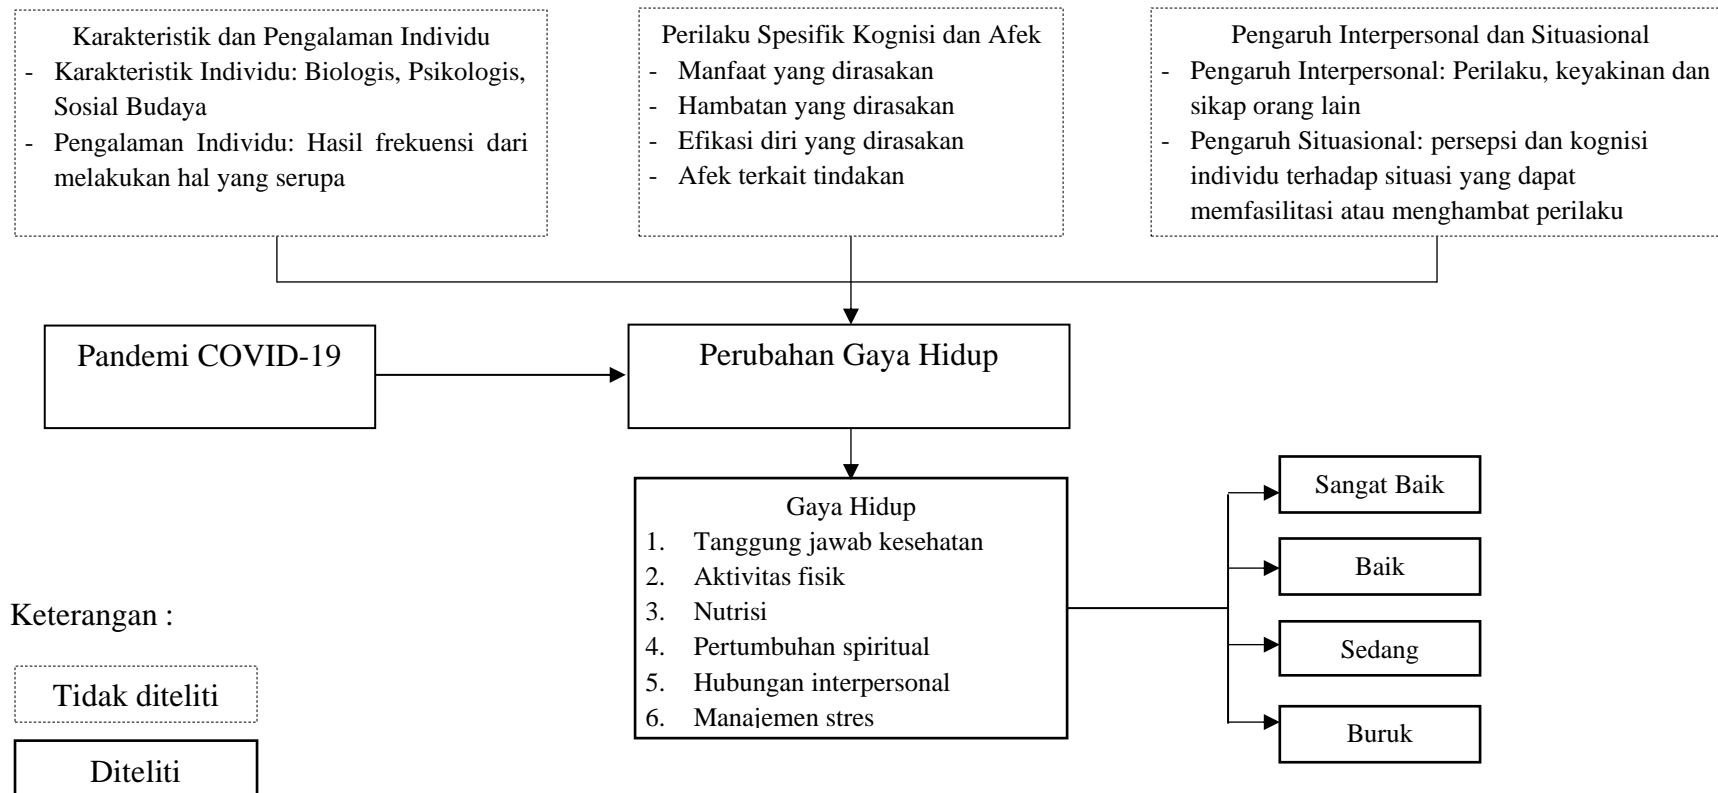 Karakteristik dan Pengalaman Individu
- Karakteristik Individu: Biologis, Psikologis,
Sosial Budaya
- Pengalaman Individu: Hasil frekuensi dari
melakukan hal yang serupa
Perilaku Spesifik Kognisi dan Afek
- Manfaat yang dirasakan
- Hambatan yang dirasakan
- Efikasi diri yang dirasakan
- Afek terkait tindakan
Pengaruh Interpersonal dan Situasional
- Pengaruh Interpersonal: Perilaku, keyakinan dan
sikap orang lain
- Pengaruh Situasional: persepsi dan kognisi
individu terhadap situasi yang dapat
memfasilitasi atau menghambat perilaku
Pandemi COVID-19
Perubahan Gaya Hidup
Gaya Hidup
1. Tanggung jawab kesehatan
2. Aktivitas fisik
3. Nutrisi
4. Pertumbuhan spiritual
5. Hubungan interpersonal
6. Manajemen stres
Sangat Baik
Baik
Sedang
Buruk
Keterangan :
Tidak diteliti
Diteliti